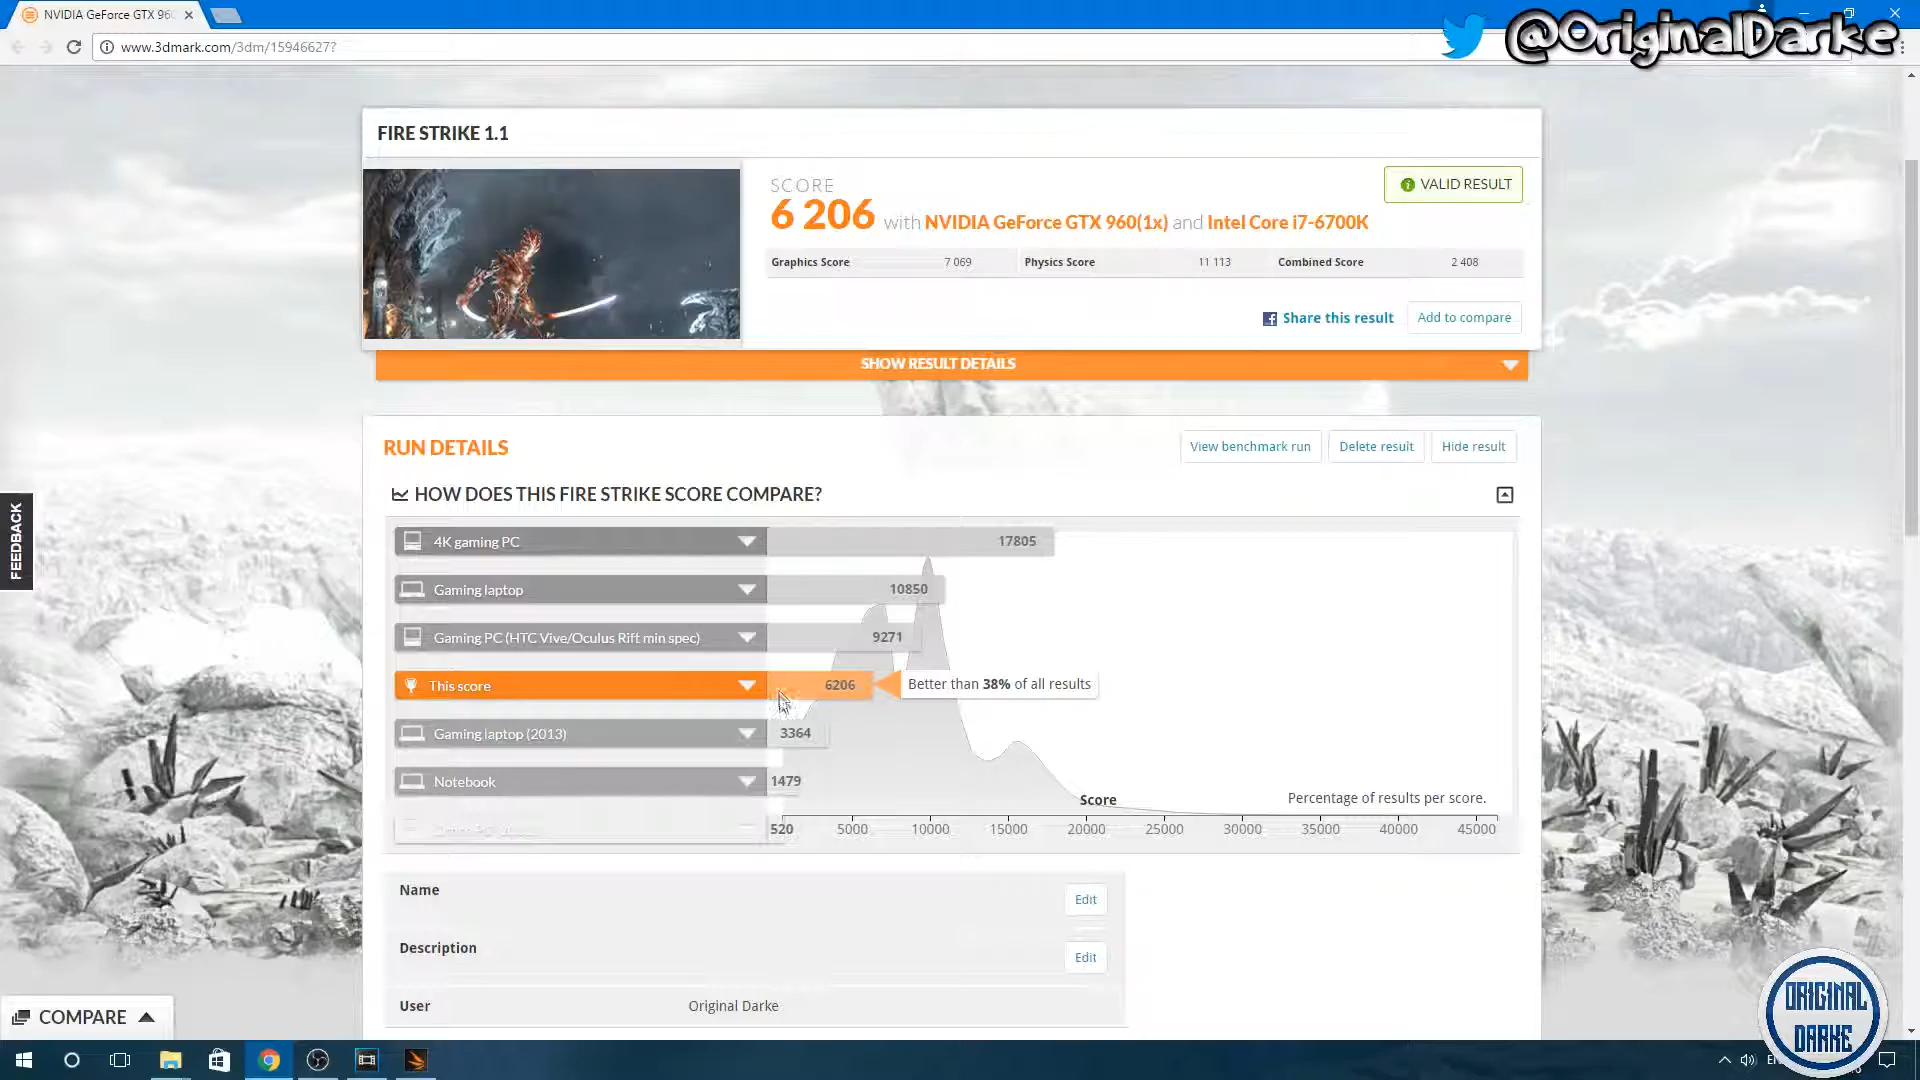 NVIDIA GeForce GTX 960
@OriginalDarke
www.3dmark.com/3dm/15946627?
FIRE STRIKE 1.1
SCORE
VALID RESULT
6 206 with NVIDIA GeForce GTX 960(1x) and Intel Core i7-6700K
Graphics Score 7 069 Physics Score 11 113 Combined Score 2 408
Share this result Add to compare
SHOW RESULT DETAILS
RUN DETAILS
View benchmark run Delete result Hide result
HOW DOES THIS FIRE STRIKE SCORE COMPARE?
4K gaming PC 17805
Gaming laptop 10850
Gaming PC (HTC Vive/Oculus Rift min spec) 9271
This score 6206 Better than 38% of all results
Gaming laptop (2013) 3364
Notebook 1479
Score Percentage of results per score.
520 5000 10000 15000 20000 25000 30000 35000 40000 45000
FEEDBACK
Name Edit
Description Edit
User Original Darke
COMPARE
ORIGINAL
DARKE